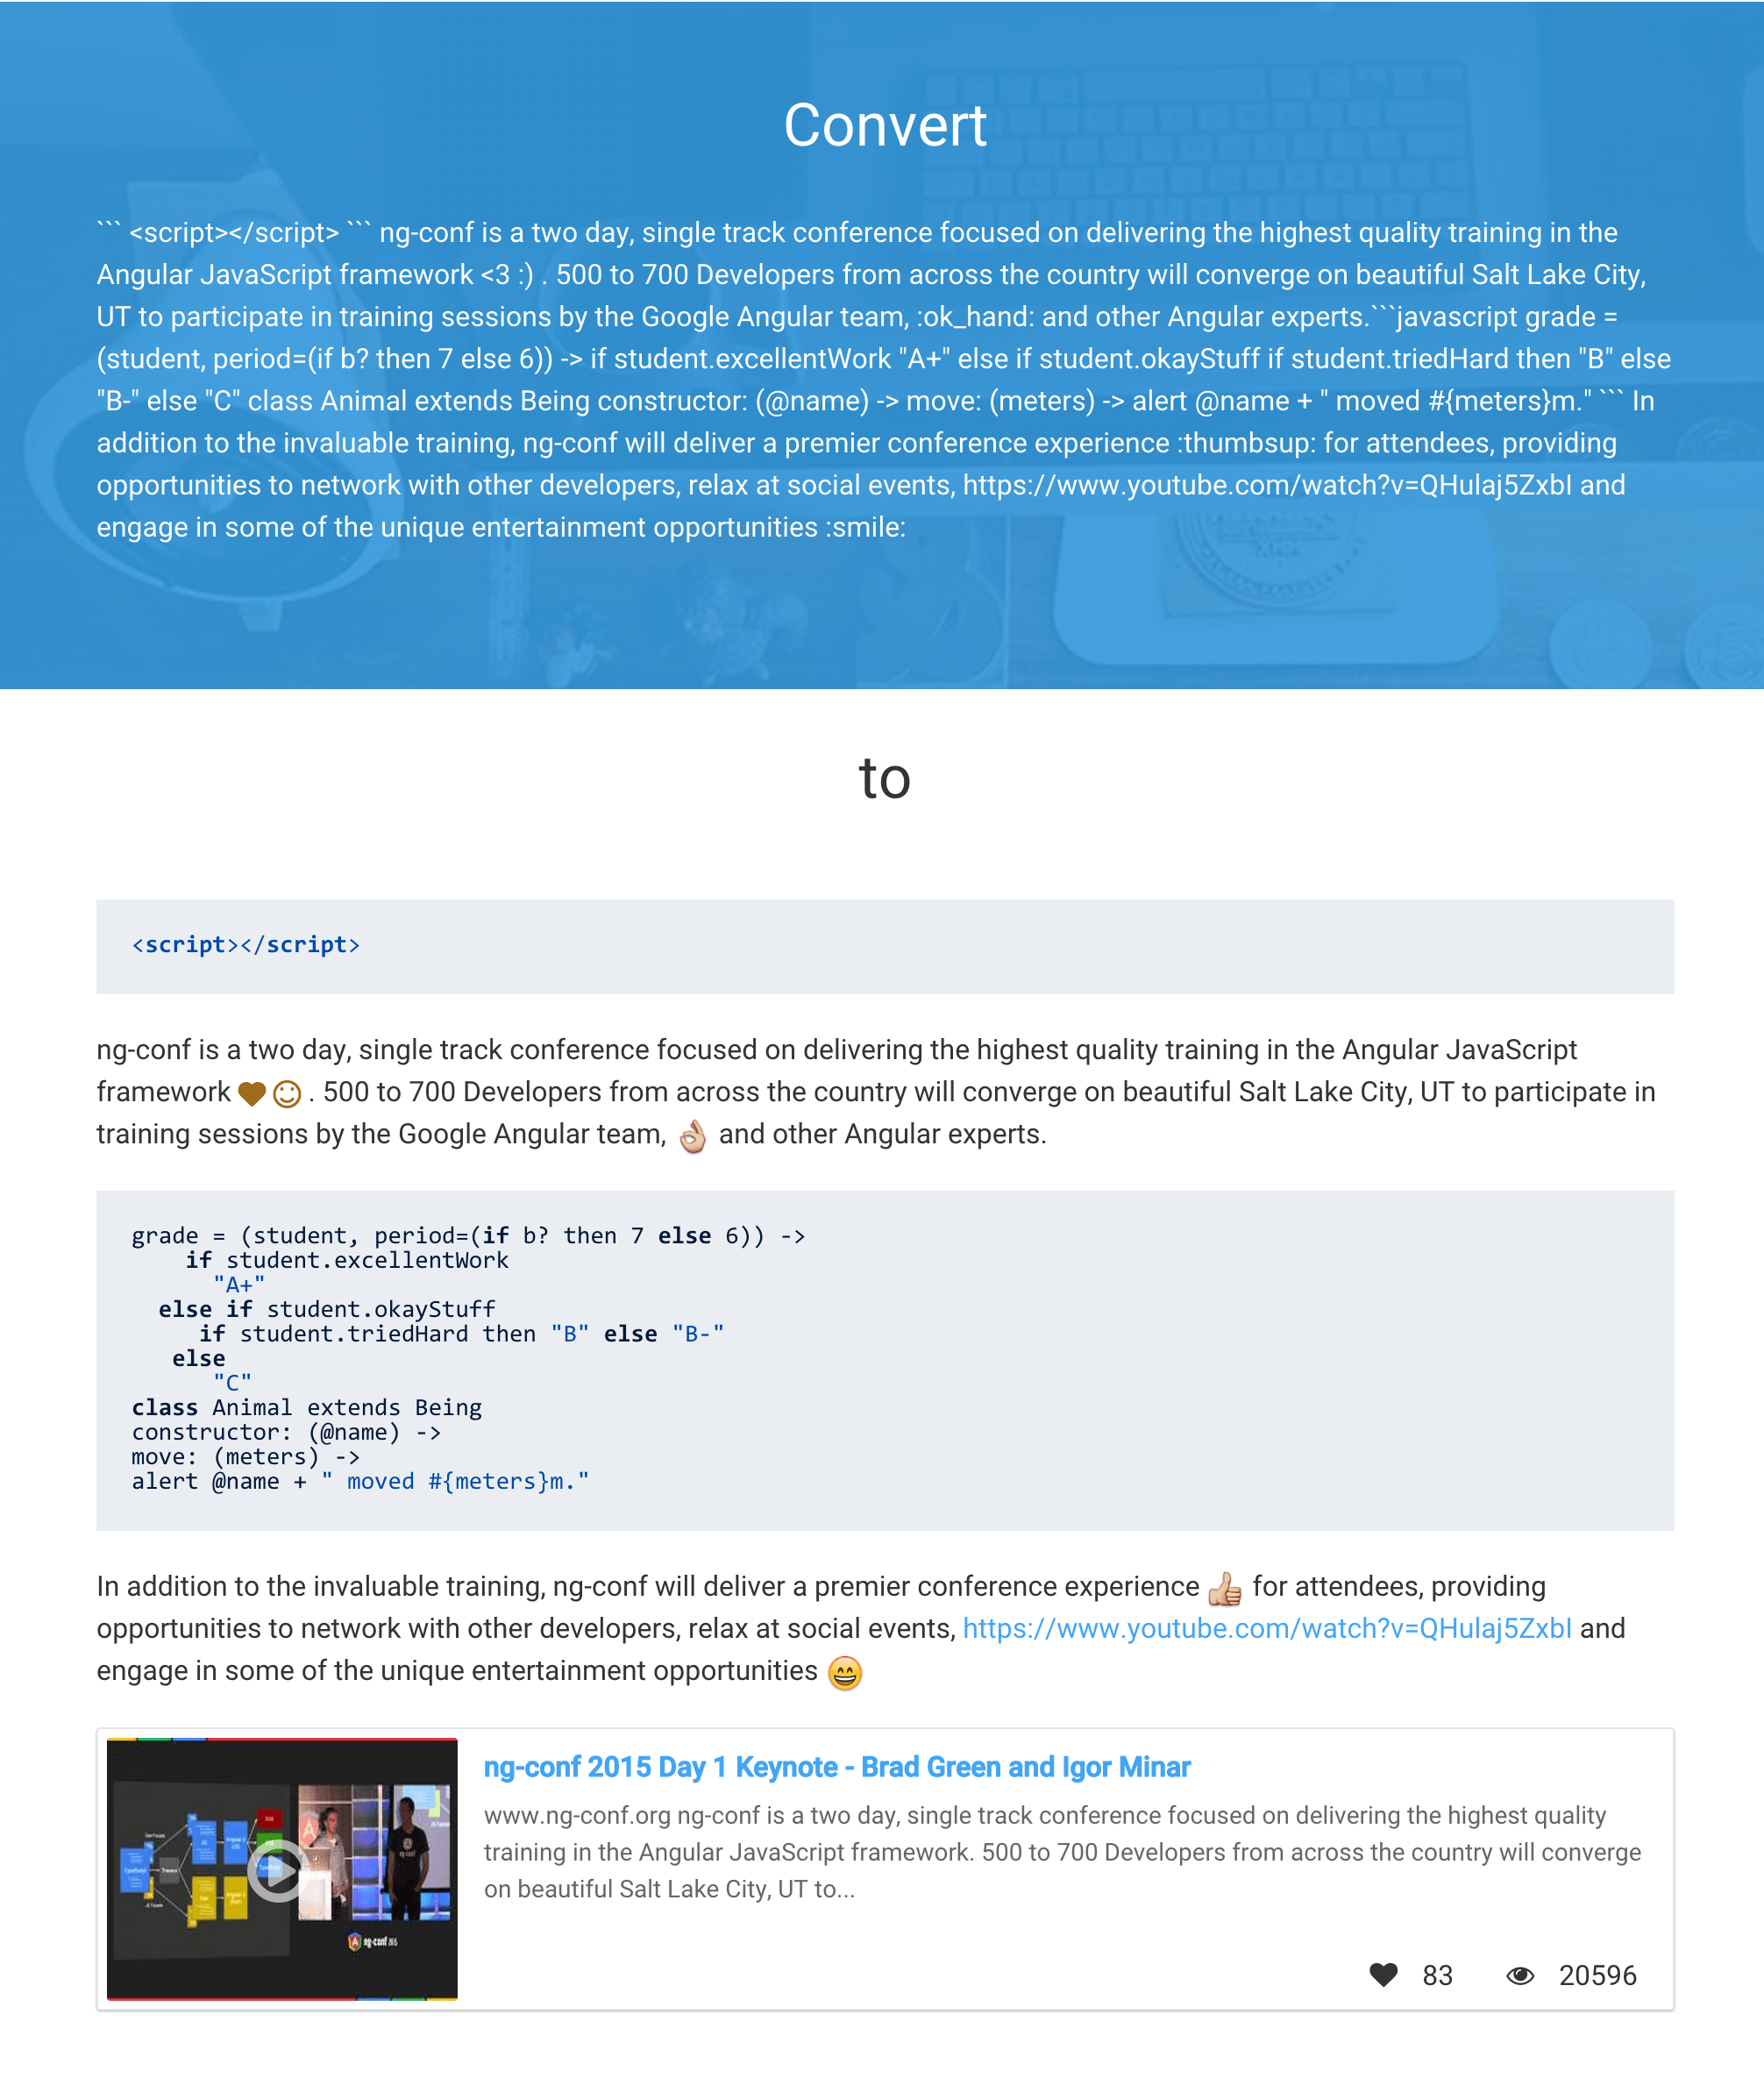 Convert
``` <script></script> ``` ng-conf is a two day, single track conference focused on delivering the highest quality training in the
Angular JavaScript framework <3 :) . 500 to 700 Developers from across the country will converge on beautiful Salt Lake City,
UT to participate in training sessions by the Google Angular team, :ok_hand: and other Angular experts.```javascript grade =
(student, period=(if b? then 7 else 6)) -> if student.excellentWork "A+" else if student.okayStuff if student.triedHard then "B" else
"B-" else "C" class Animal extends Being constructor: (@name) -> move: (meters) -> alert @name + " moved #{meters}m." ``` In
addition to the invaluable training, ng-conf will deliver a premier conference experience :thumbsup: for attendees, providing
opportunities to network with other developers, relax at social events, https://www.youtube.com/watch?v=QHulaj5ZxbI and
engage in some of the unique entertainment opportunities :smile:
to
<script></script>
ng-conf is a two day, single track conference focused on delivering the highest quality training in the Angular JavaScript
framework . 500 to 700 Developers from across the country will converge on beautiful Salt Lake City, UT to participate in
training sessions by the Google Angular team, 👌 and other Angular experts.
grade = (student, period=(if b? then 7 else 6)) ->
if student.excellentWork
"A+"
else if student.okayStuff
if student.triedHard then "B" else "B-"
else
"C"
class Animal extends Being
constructor: (@name) ->
move: (meters) ->
alert @name + " moved #{meters}m."
In addition to the invaluable training, ng-conf will deliver a premier conference experience 👍 for attendees, providing
opportunities to network with other developers, relax at social events, https://www.youtube.com/watch?v=QHulaj5ZxbI and
engage in some of the unique entertainment opportunities 😄
ng-conf 2015 Day 1 Keynote - Brad Green and Igor Minar
www.ng-conf.org ng-conf is a two day, single track conference focused on delivering the highest quality
training in the Angular JavaScript framework. 500 to 700 Developers from across the country will converge
on beautiful Salt Lake City, UT to...
ng-conf
83 20596